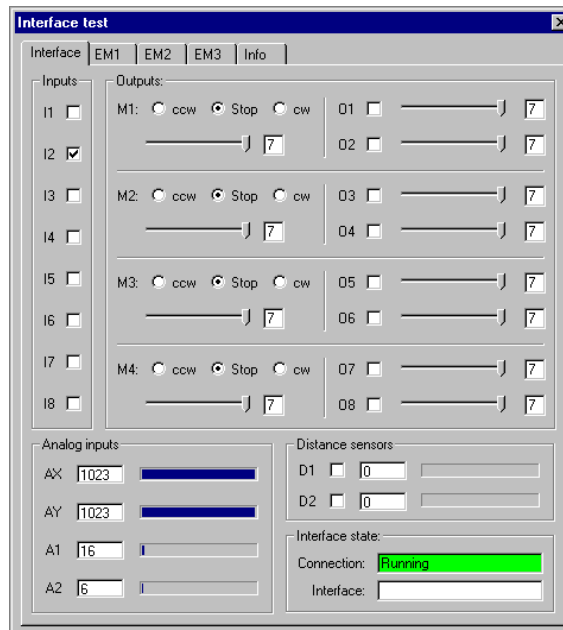 Interface test
Interface EM1 EM2 EM3 Info
Inputs
I1
I2
I3
I4
I5
I6
I7
I8
Outputs:
M1: ccw Stop cw
7
O1 7
O2 7
M2: ccw Stop cw
7
O3 7
O4 7
M3: ccw Stop cw
7
O5 7
O6 7
M4: ccw Stop cw
7
O7 7
O8 7
Analog inputs
AX 1023
AY 1023
A1 16
A2 6
Distance sensors
D1 0
D2 0
Interface state:
Connection: Running
Interface: